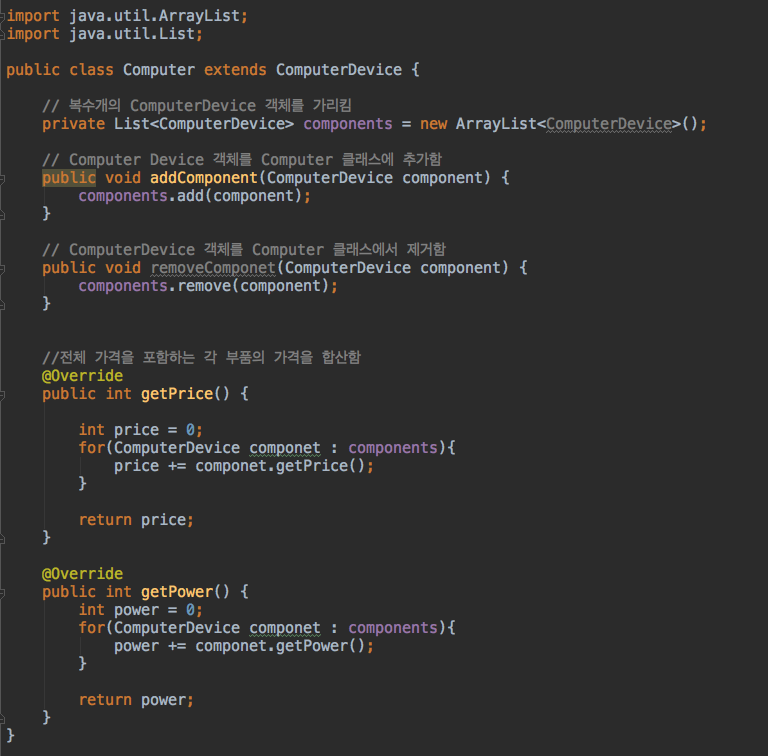 import java.util.ArrayList;
import java.util.List;
public class Computer extends ComputerDevice {
// 복수개의 ComputerDevice 객체를 가리킴
private List<ComputerDevice> components = new ArrayList<ComputerDevice>();
// Computer Device 객체를 Computer 클래스에 추가함
public void addComponent(ComputerDevice component) {
components.add(component);
}
// ComputerDevice 객체를 Computer 클래스에서 제거함
public void removeComponet(ComputerDevice component) {
components.remove(component);
}
//전체 가격을 포함하는 각 부품의 가격을 합산함
@Override
public int getPrice() {
int price = 0;
for(ComputerDevice componet : components){
price += componet.getPrice();
}
return price;
}
@Override
public int getPower() {
int power = 0;
for(ComputerDevice componet : components){
power += componet.getPower();
}
return power;
}
}